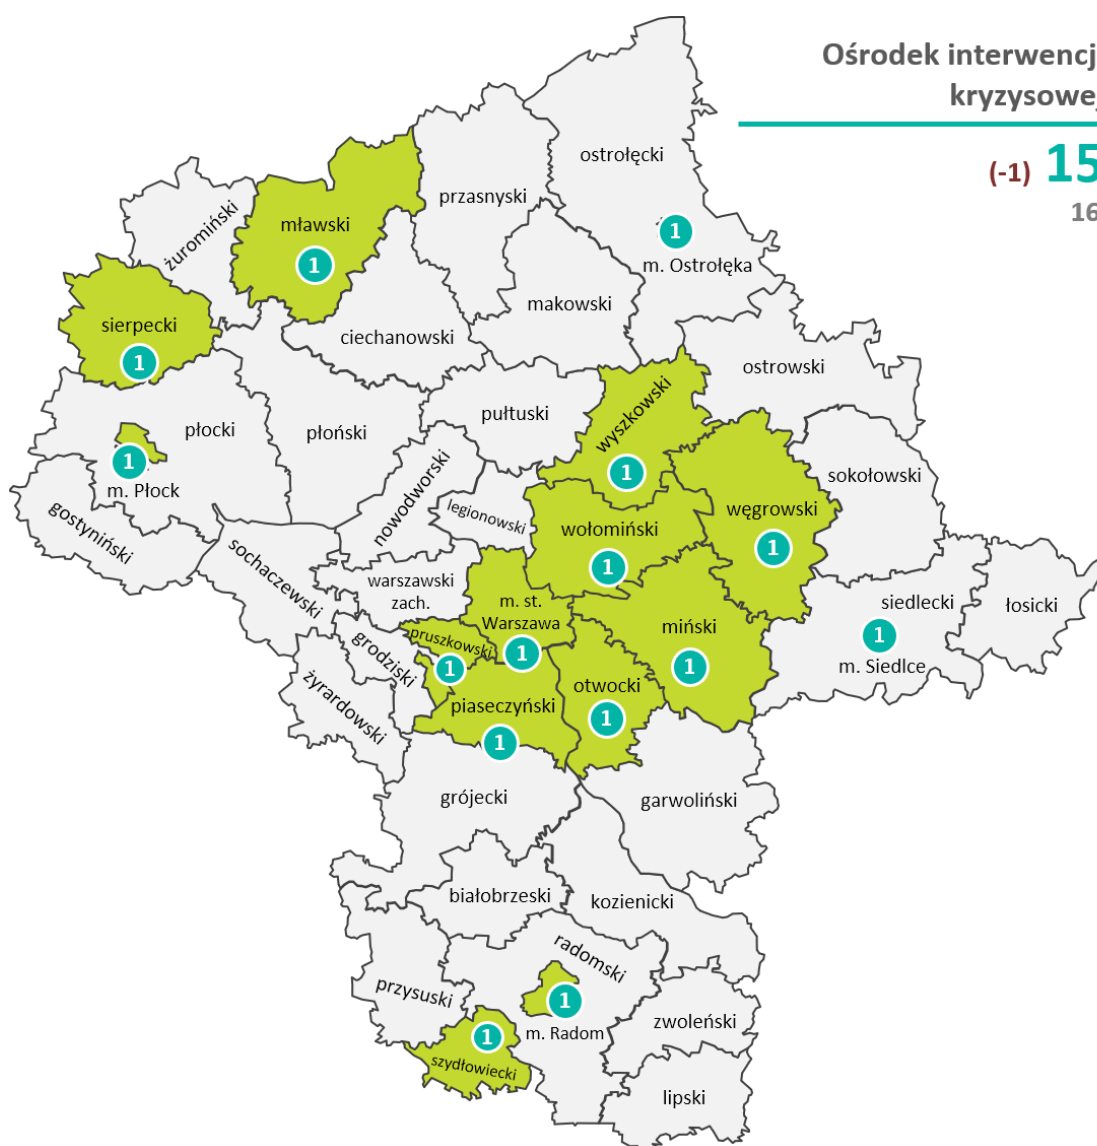 Ośrodek interwencj
kryzysowej
(-1) 15
16
ostrołęcki
przasnyski
żuromiński
mławski
1
1
m. Ostrołęka
makowski
sierpecki
1
ciechanowski
ostrowski
wyszkowski
1
pułtuski
płocki
płoński
1
m. Płock
nowodworski
legionowski
sokołowski
węgrowski
1
wołomiński
1
gostyniński
sochaczewski
warszawski
zach.
m. st.
Warszawa
1
siedlecki
1
m. Siedlce
łosicki
miński
1
pruszkowski
1
grodziski
żyrardowski
otwocki
1
piaseczyński
1
grójecki
garwoliński
białobrzeski
kozienicki
radomski
1
m. Radom
przysuski
zwoleński
1
szydłowiecki
lipski